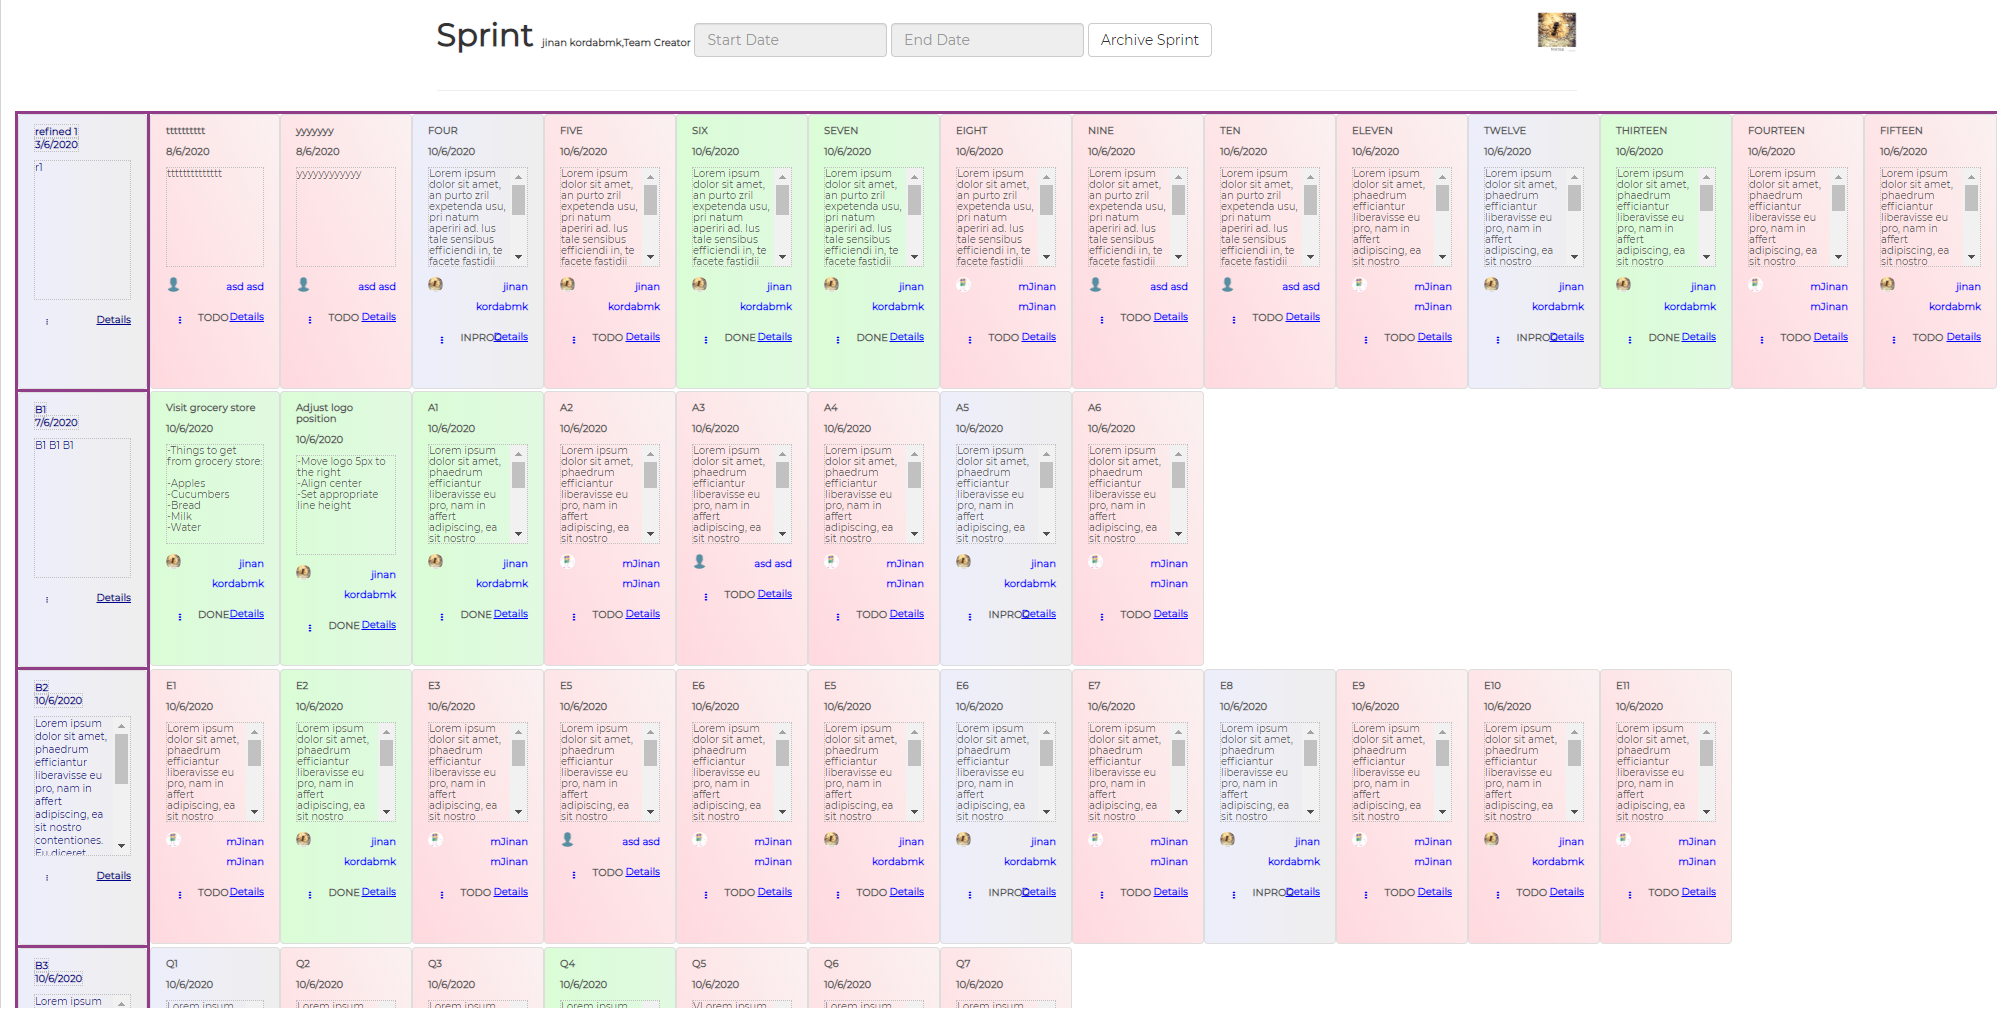 Sprint jinan kordabmk,Team Creator Start Date End Date Archive Sprint
refined 1
3/6/2020
r1
Details
tttttttttt
8/6/2020
tttttttttttttt
asd asd
TODO Details
yyyyyyy
8/6/2020
yyyyyyyyyyyy
asd asd
TODO Details
FOUR
10/6/2020
Lorem ipsum
dolor sit amet,
an purto zril
expetenda usu,
pri natum
aperiri ad. Ius
tale sensibus
efficiendi in, te
facete fastidii
jinan
kordabmk
INPROG Details
FIVE
10/6/2020
Lorem ipsum
dolor sit amet,
an purto zril
expetenda usu,
pri natum
aperiri ad. Ius
tale sensibus
efficiendi in, te
facete fastidii
jinan
kordabmk
TODO Details
SIX
10/6/2020
Lorem ipsum
dolor sit amet,
an purto zril
expetenda usu,
pri natum
aperiri ad. Ius
tale sensibus
efficiendi in, te
facete fastidii
jinan
kordabmk
DONE Details
SEVEN
10/6/2020
Lorem ipsum
dolor sit amet,
an purto zril
expetenda usu,
pri natum
aperiri ad. Ius
tale sensibus
efficiendi in, te
facete fastidii
jinan
kordabmk
DONE Details
EIGHT
10/6/2020
Lorem ipsum
dolor sit amet,
an purto zril
expetenda usu,
pri natum
aperiri ad. Ius
tale sensibus
efficiendi in, te
facete fastidii
mJinan
mJinan
TODO Details
NINE
10/6/2020
Lorem ipsum
dolor sit amet,
an purto zril
expetenda usu,
pri natum
aperiri ad. Ius
tale sensibus
efficiendi in, te
facete fastidii
asd asd
TODO Details
TEN
10/6/2020
Lorem ipsum
dolor sit amet,
an purto zril
expetenda usu,
pri natum
aperiri ad. Ius
tale sensibus
efficiendi in, te
facete fastidii
asd asd
TODO Details
ELEVEN
10/6/2020
Lorem ipsum
dolor sit amet,
phaedrum
efficiantur
liberavisse eu
pro, nam in
affert
adipiscing, ea
sit nostro
mJinan
mJinan
TODO Details
TWELVE
10/6/2020
Lorem ipsum
dolor sit amet,
phaedrum
efficiantur
liberavisse eu
pro, nam in
affert
adipiscing, ea
sit nostro
jinan
kordabmk
INPROG Details
THIRTEEN
10/6/2020
Lorem ipsum
dolor sit amet,
phaedrum
efficiantur
liberavisse eu
pro, nam in
affert
adipiscing, ea
sit nostro
jinan
kordabmk
DONE Details
FOURTEEN
10/6/2020
Lorem ipsum
dolor sit amet,
phaedrum
efficiantur
liberavisse eu
pro, nam in
affert
adipiscing, ea
sit nostro
mJinan
mJinan
TODO Details
FIFTEEN
10/6/2020
Lorem ipsum
dolor sit amet,
phaedrum
efficiantur
liberavisse eu
pro, nam in
affert
adipiscing, ea
sit nostro
jinan
kordabmk
TODO Details
B1
7/6/2020
B1 B1 B1
Details
Visit grocery store
10/6/2020
-Things to get
from grocery store:
-Apples
-Cucumbers
-Bread
-Milk
-Water
jinan
kordabmk
DONE Details
Adjust logo
position
10/6/2020
-Move logo 5px to
the right
-Align center
-Set appropriate
line height
jinan
kordabmk
DONE Details
A1
10/6/2020
Lorem ipsum
dolor sit amet,
phaedrum
efficiantur
liberavisse eu
pro, nam in
affert
adipiscing, ea
sit nostro
jinan
kordabmk
DONE Details
A2
10/6/2020
Lorem ipsum
dolor sit amet,
phaedrum
efficiantur
liberavisse eu
pro, nam in
affert
adipiscing, ea
sit nostro
mJinan
mJinan
TODO Details
A3
10/6/2020
Lorem ipsum
dolor sit amet,
phaedrum
efficiantur
liberavisse eu
pro, nam in
affert
adipiscing, ea
sit nostro
asd asd
TODO Details
A4
10/6/2020
Lorem ipsum
dolor sit amet,
phaedrum
efficiantur
liberavisse eu
pro, nam in
affert
adipiscing, ea
sit nostro
mJinan
mJinan
TODO Details
A5
10/6/2020
Lorem ipsum
dolor sit amet,
phaedrum
efficiantur
liberavisse eu
pro, nam in
affert
adipiscing, ea
sit nostro
jinan
kordabmk
INPROG Details
A6
10/6/2020
Lorem ipsum
dolor sit amet,
phaedrum
efficiantur
liberavisse eu
pro, nam in
affert
adipiscing, ea
sit nostro
mJinan
mJinan
TODO Details
B2
10/6/2020
Lorem ipsum
dolor sit amet,
phaedrum
efficiantur
liberavisse eu
pro, nam in
affert
adipiscing, ea
sit nostro
contentiones.
Eu diceret
Details
E1
10/6/2020
Lorem ipsum
dolor sit amet,
phaedrum
efficiantur
liberavisse eu
pro, nam in
affert
adipiscing, ea
sit nostro
mJinan
mJinan
TODO Details
E2
10/6/2020
Lorem ipsum
dolor sit amet,
phaedrum
efficiantur
liberavisse eu
pro, nam in
affert
adipiscing, ea
sit nostro
jinan
kordabmk
DONE Details
E3
10/6/2020
Lorem ipsum
dolor sit amet,
phaedrum
efficiantur
liberavisse eu
pro, nam in
affert
adipiscing, ea
sit nostro
mJinan
mJinan
TODO Details
E5
10/6/2020
Lorem ipsum
dolor sit amet,
phaedrum
efficiantur
liberavisse eu
pro, nam in
affert
adipiscing, ea
sit nostro
asd asd
TODO Details
E6
10/6/2020
Lorem ipsum
dolor sit amet,
phaedrum
efficiantur
liberavisse eu
pro, nam in
affert
adipiscing, ea
sit nostro
mJinan
mJinan
TODO Details
E5
10/6/2020
Lorem ipsum
dolor sit amet,
phaedrum
efficiantur
liberavisse eu
pro, nam in
affert
adipiscing, ea
sit nostro
jinan
kordabmk
TODO Details
E6
10/6/2020
Lorem ipsum
dolor sit amet,
phaedrum
efficiantur
liberavisse eu
pro, nam in
affert
adipiscing, ea
sit nostro
jinan
kordabmk
INPROG Details
E7
10/6/2020
Lorem ipsum
dolor sit amet,
phaedrum
efficiantur
liberavisse eu
pro, nam in
affert
adipiscing, ea
sit nostro
mJinan
mJinan
TODO Details
E8
10/6/2020
Lorem ipsum
dolor sit amet,
phaedrum
efficiantur
liberavisse eu
pro, nam in
affert
adipiscing, ea
sit nostro
jinan
kordabmk
INPROG Details
E9
10/6/2020
Lorem ipsum
dolor sit amet,
phaedrum
efficiantur
liberavisse eu
pro, nam in
affert
adipiscing, ea
sit nostro
mJinan
mJinan
TODO Details
E10
10/6/2020
Lorem ipsum
dolor sit amet,
phaedrum
efficiantur
liberavisse eu
pro, nam in
affert
adipiscing, ea
sit nostro
jinan
kordabmk
TODO Details
E11
10/6/2020
Lorem ipsum
dolor sit amet,
phaedrum
efficiantur
liberavisse eu
pro, nam in
affert
adipiscing, ea
sit nostro
mJinan
mJinan
TODO Details
B3
10/6/2020
Lorem ipsum
Q1
10/6/2020
Lorem ipsum
Q2
10/6/2020
Lorem ipsum
Q3
10/6/2020
Lorem ipsum
Q4
10/6/2020
Lorem ipsum
Q5
10/6/2020
VLorem ipsum
Q6
10/6/2020
Lorem ipsum
Q7
10/6/2020
Lorem ipsum